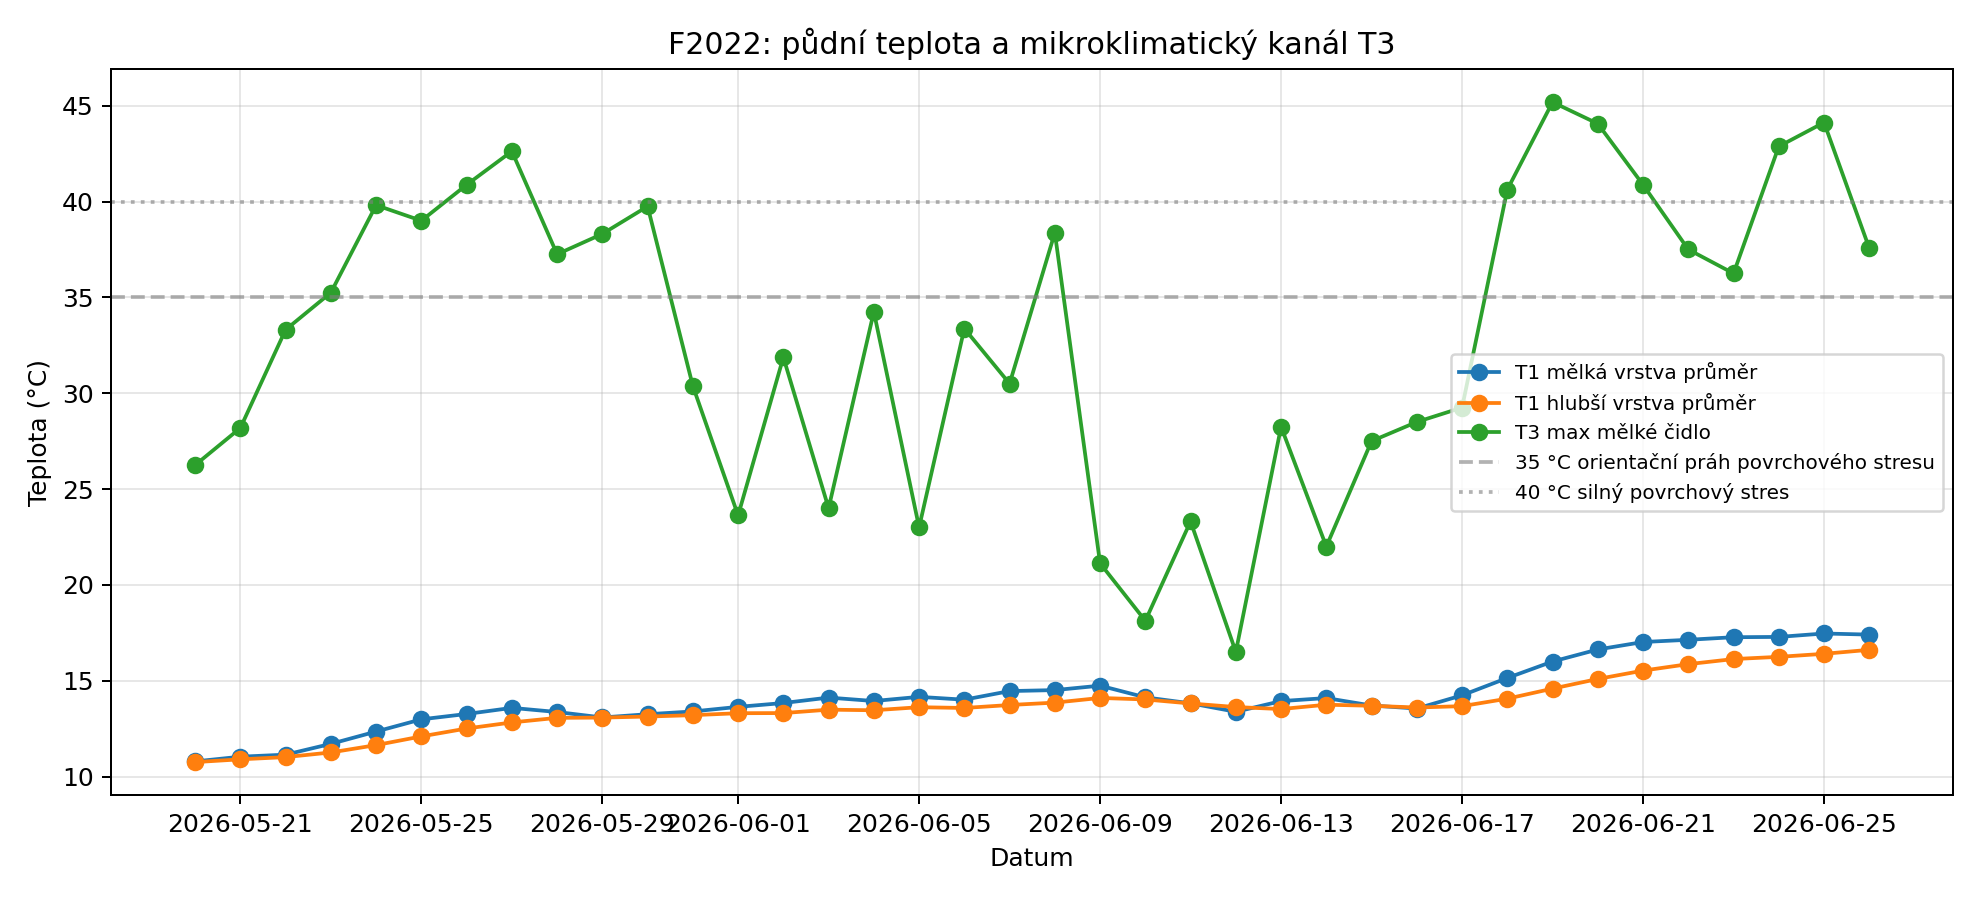 F2022: půdní teplota a mikroklimatický kanál T3
Teplota (°C)
45
40
35
30
25
20
15
10
T1 mělká vrstva průměr
T1 hlubší vrstva průměr
T3 max mělké čidlo
35 °C orientační práh povrchového stresu
40 °C silný povrchový stres
2026-05-21 2026-05-25 2026-05-29 2026-06-01 2026-06-05 2026-06-09 2026-06-13 2026-06-17 2026-06-21 2026-06-25
Datum